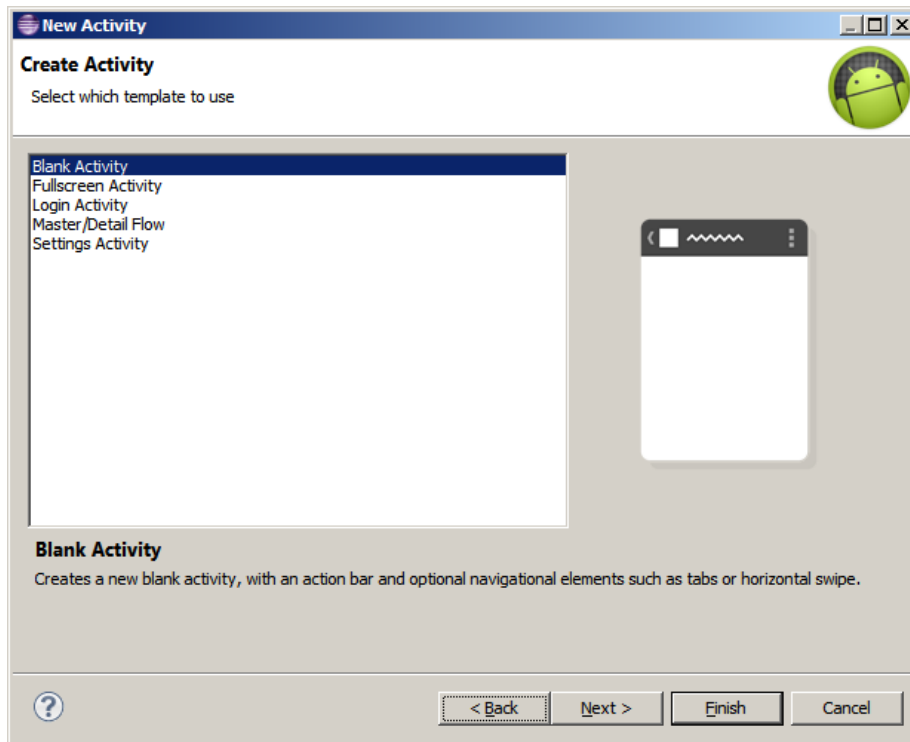 New Activity
Create Activity
Select which template to use
Blank Activity
Fullscreen Activity
Login Activity
Master/Detail Flow
Settings Activity
Blank Activity
Creates a new blank activity, with an action bar and optional navigational elements such as tabs or horizontal swipe.
? < Back Next > Finish Cancel